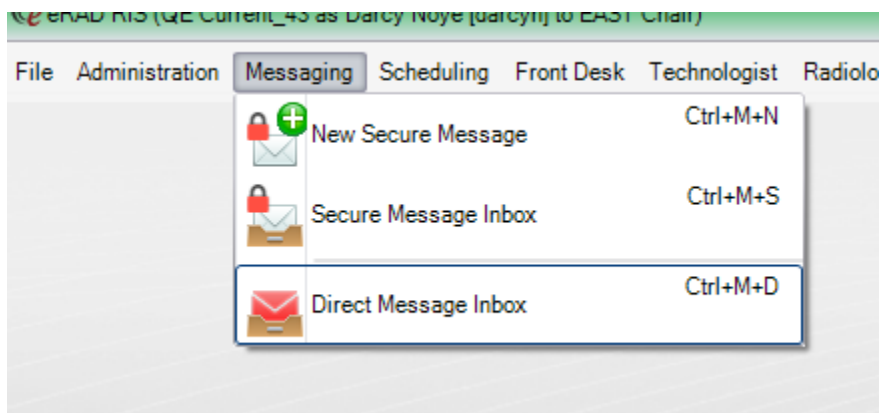 eRAD RIS (QE Current_43 as Darcy Noye [darcyn] to EAST Chair)
File Administration Messaging Scheduling Front Desk Technologist Radiolo
New Secure Message Ctrl+M+N
Secure Message Inbox Ctrl+M+S
Direct Message Inbox Ctrl+M+D